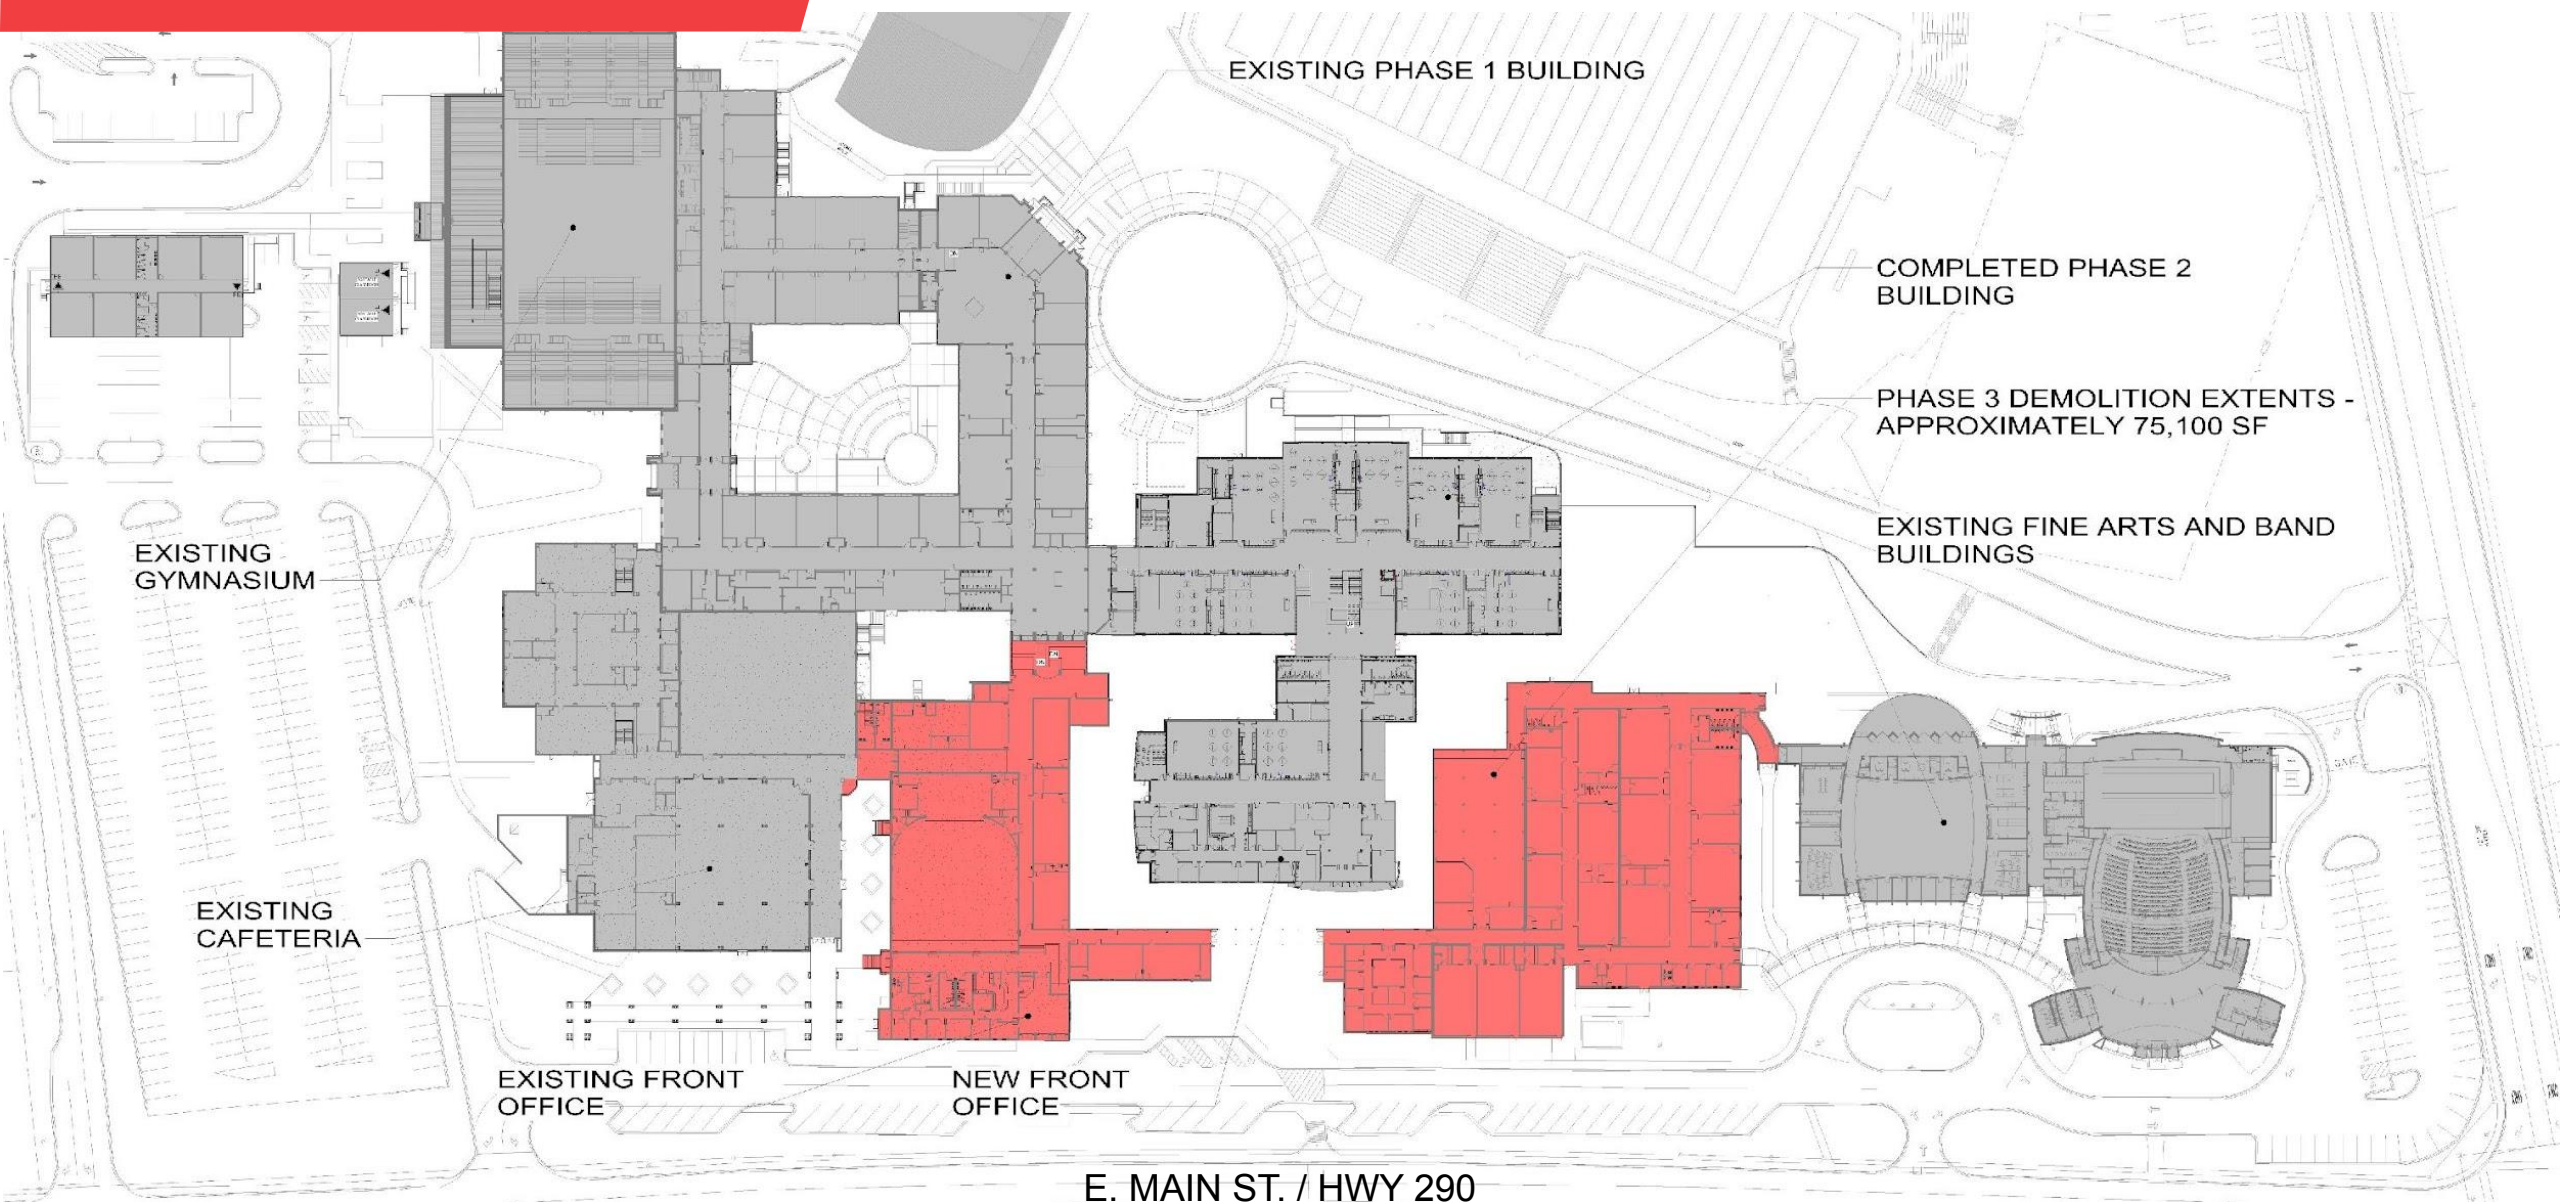 EXISTING PHASE 1 BUILDING
COMPLETED PHASE 2
BUILDING
PHASE 3 DEMOLITION EXTENTS -
APPROXIMATELY 75,100 SF
EXISTING FINE ARTS AND BAND
BUILDINGS
EXISTING
GYMNASIUM
EXISTING
CAFETERIA
EXISTING FRONT
OFFICE
NEW FRONT
OFFICE
E. MAIN ST. / HWY 290